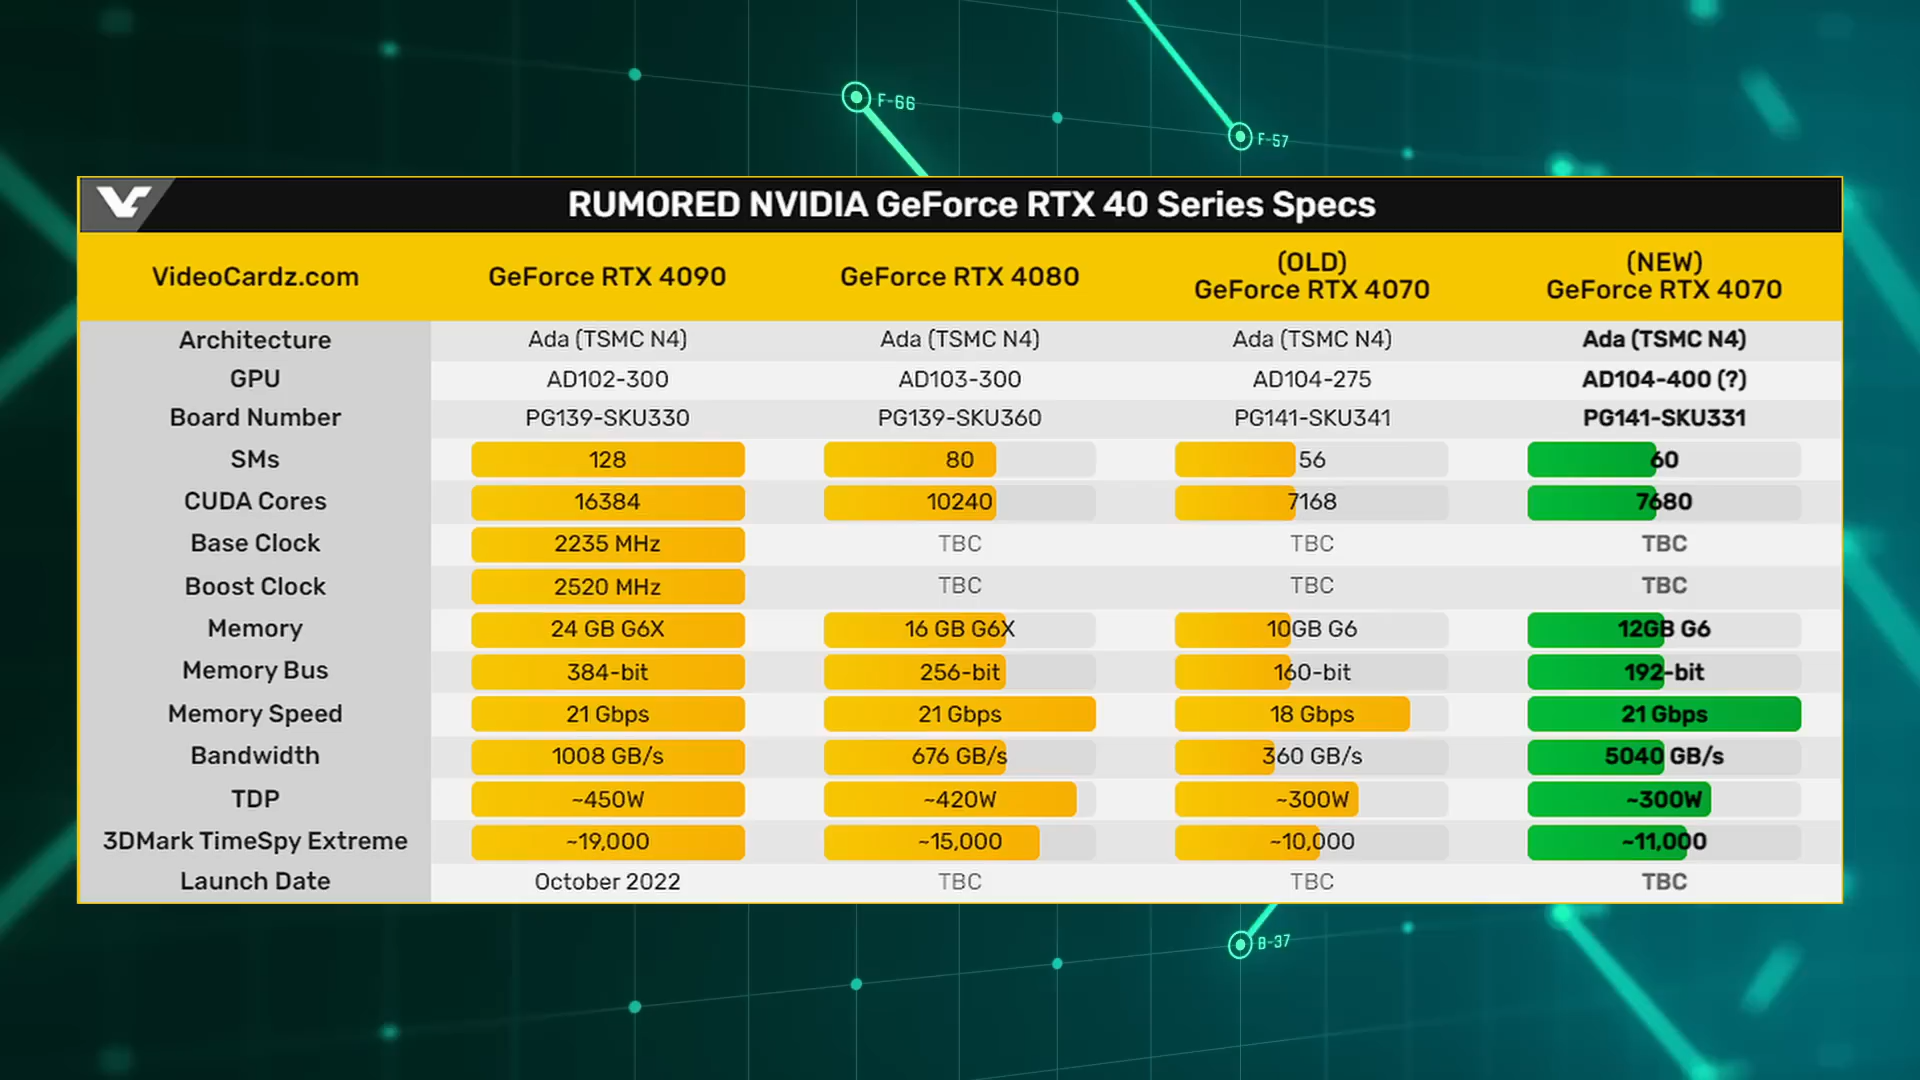 F-66
F-57
RUMORED NVIDIA GeForce RTX 40 Series Specs
VideoCardz.com GeForce RTX 4090 GeForce RTX 4080 (OLD) GeForce RTX 4070 (NEW) GeForce RTX 4070
Architecture Ada (TSMC N4) Ada (TSMC N4) Ada (TSMC N4) Ada (TSMC N4)
GPU AD102-300 AD103-300 AD104-275 AD104-400 (?)
Board Number PG139-SKU330 PG139-SKU360 PG141-SKU341 PG141-SKU331
SMs 128 80 56 60
CUDA Cores 16384 10240 7168 7680
Base Clock 2235 MHz TBC TBC TBC
Boost Clock 2520 MHz TBC TBC TBC
Memory 24 GB G6X 16 GB G6X 10GB G6 12GB G6
Memory Bus 384-bit 256-bit 160-bit 192-bit
Memory Speed 21 Gbps 21 Gbps 18 Gbps 21 Gbps
Bandwidth 1008 GB/s 676 GB/s 360 GB/s 5040 GB/s
TDP ~450W ~420W ~300W ~300W
3DMark TimeSpy Extreme ~19,000 ~15,000 ~10,000 ~11,000
Launch Date October 2022 TBC TBC TBC
B-37